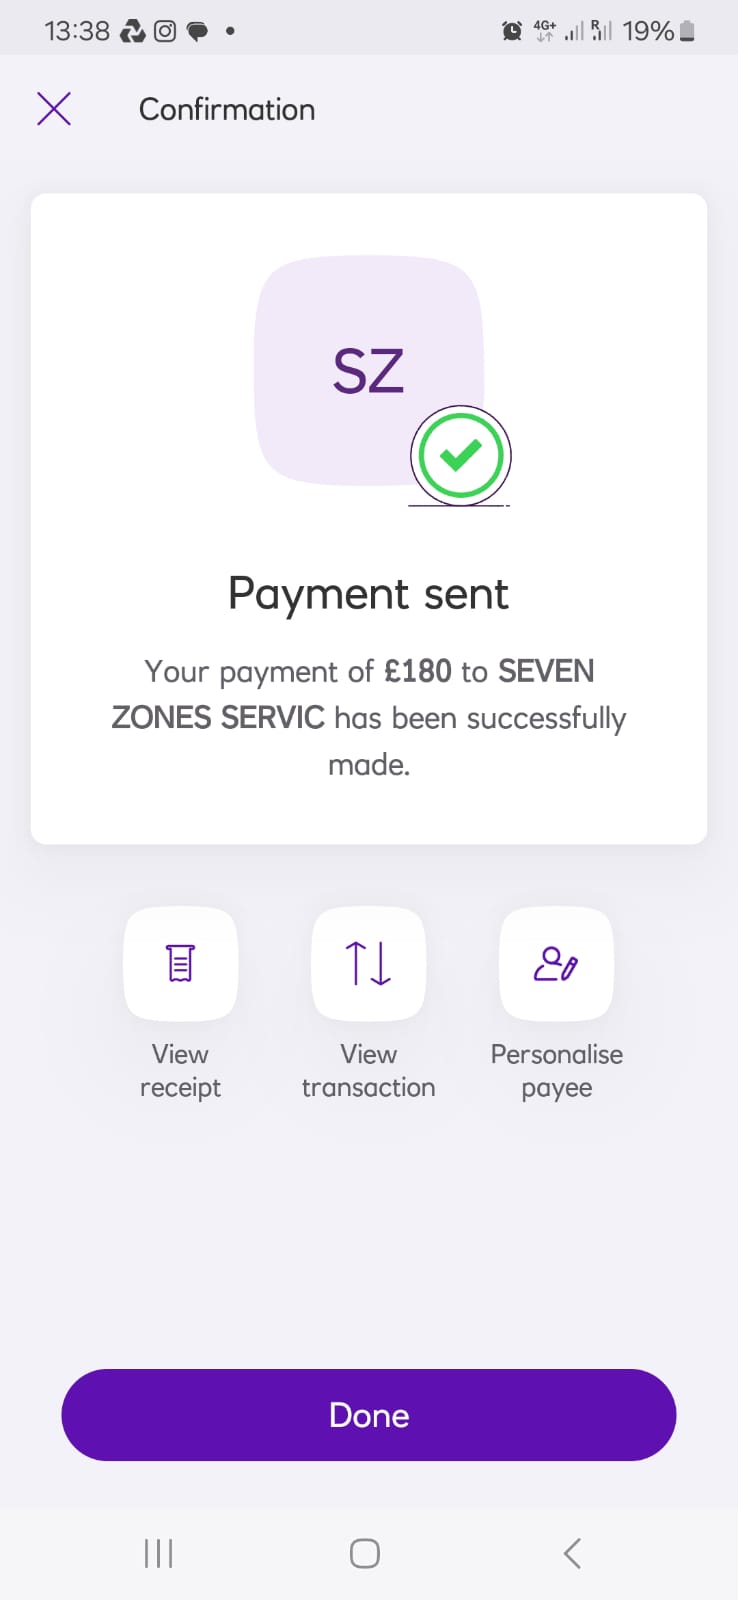 13:38
4G+
R
19%
Confirmation
SZ
Payment sent
Your payment of £180 to SEVEN
ZONES SERVIC has been successfully
made.
View
receipt
View
transaction
Personalise
payee
Done